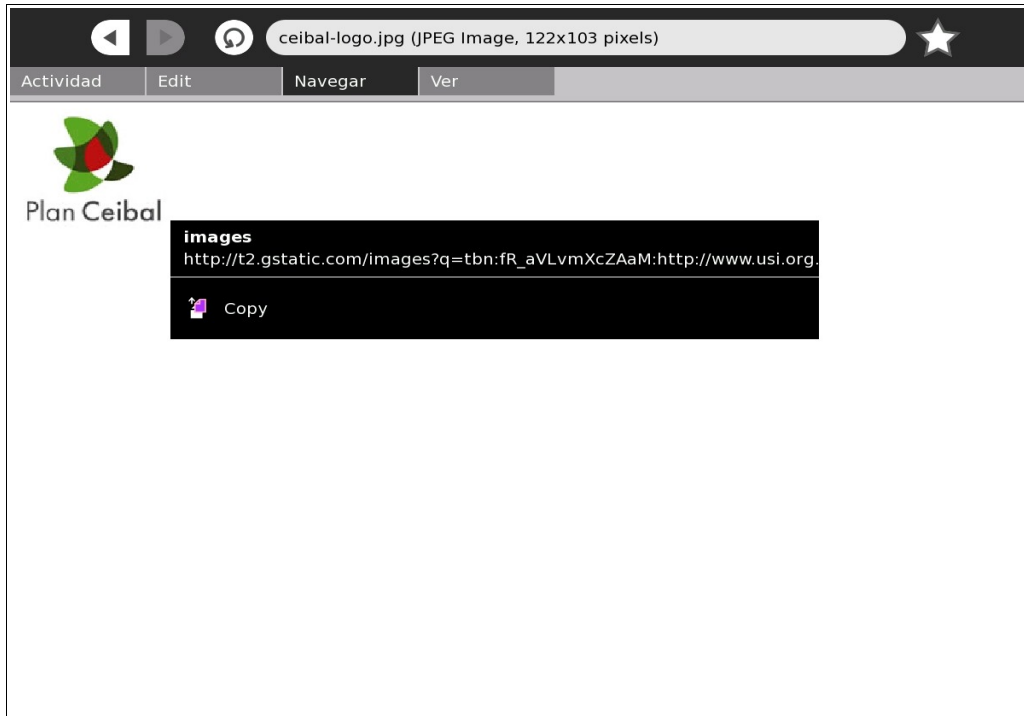 ceibal-logo.jpg (JPEG Image, 122x103 pixels)
Actividad Edit Navegar Ver
Plan Ceibal
images
http://t2.gstatic.com/images?q=tbn:fR_aVLvmXcZAaM:http://www.usi.org.
Copy